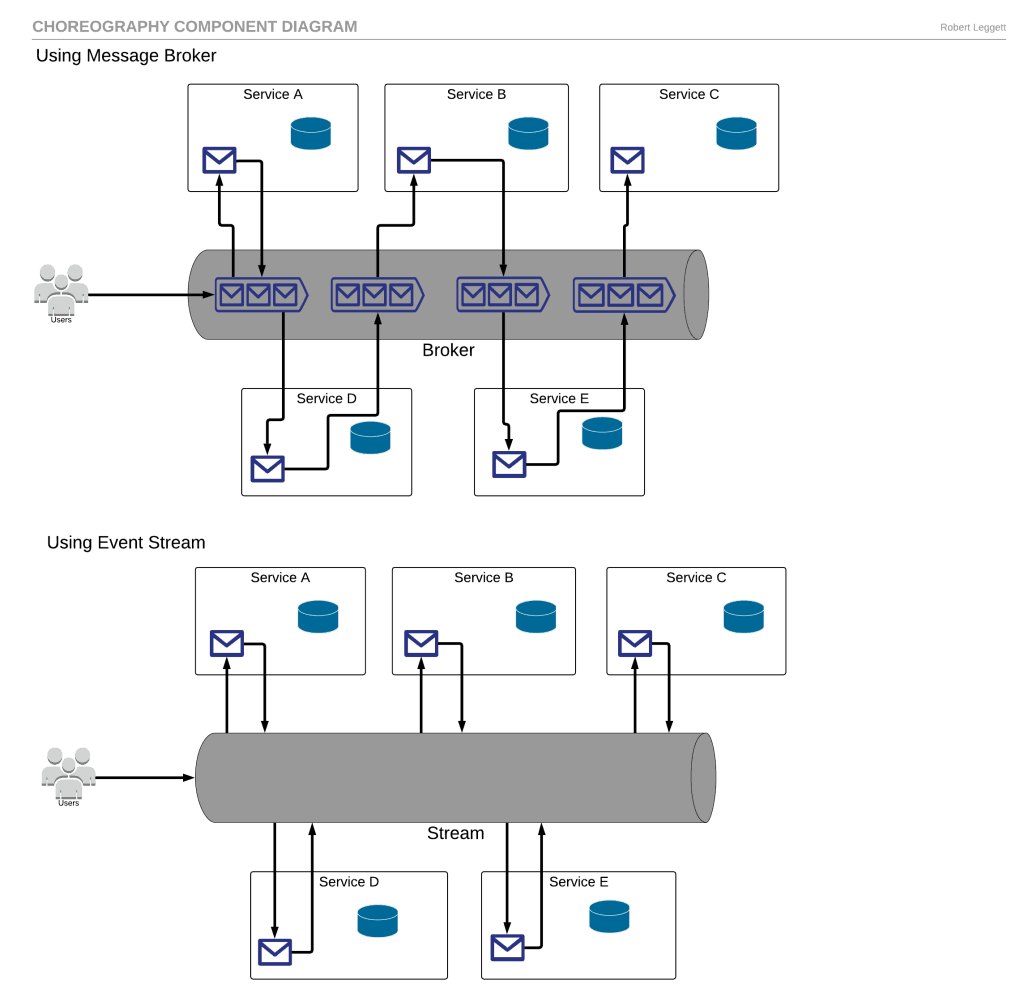 CHOREOGRAPHY COMPONENT DIAGRAM
Robert Leggett
Using Message Broker
Service A
Service B
Service C
Users
Broker
Service D
Service E
Using Event Stream
Service A
Service B
Service C
Users
Stream
Service D
Service E